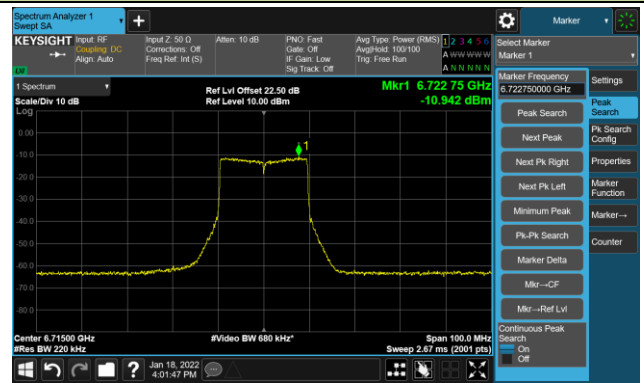 Spectrum Analyzer 1
Swept SA
Marker
KEYSIGHT
Input: RF
Coupling: DC
Align: Auto
Input Z: 50 Ω
Corrections: Off
Freq Ref: Int (S)
Atten: 10 dB
PNO: Fast
Gate: Off
IF Gain: Low
Sig Track: Off
Avg Type: Power (RMS)
Avg|Hold: 100/100
Trig: Free Run
1 2 3 4 5 6
A W W W W W
A N N N N N
LW
Select Marker
Marker 1
1 Spectrum
Scale/Div 10 dB
Ref Lvl Offset 22.50 dB
Ref Level 10.00 dBm
Mkr1 6.722 75 GHz
-10.942 dBm
Log
0.00
-10.0
-20.0
-30.0
-40.0
-50.0
-60.0
-70.0
-80.0
1
Center 6.71500 GHz
#Res BW 220 kHz
#Video BW 680 kHz*
Span 100.0 MHz
Sweep 2.67 ms (2001 pts)
Marker Frequency
6.722750000 GHz
Peak Search
Next Peak
Next Pk Right
Next Pk Left
Minimum Peak
Pk-Pk Search
Marker Delta
Mkr→CF
Mkr→Ref Lvl
Continuous Peak
Search
On
Off
Settings
Peak
Search
Pk Search
Config
Properties
Marker
Function
Marker→
Counter
?
Jan 18, 2022
4:01:47 PM